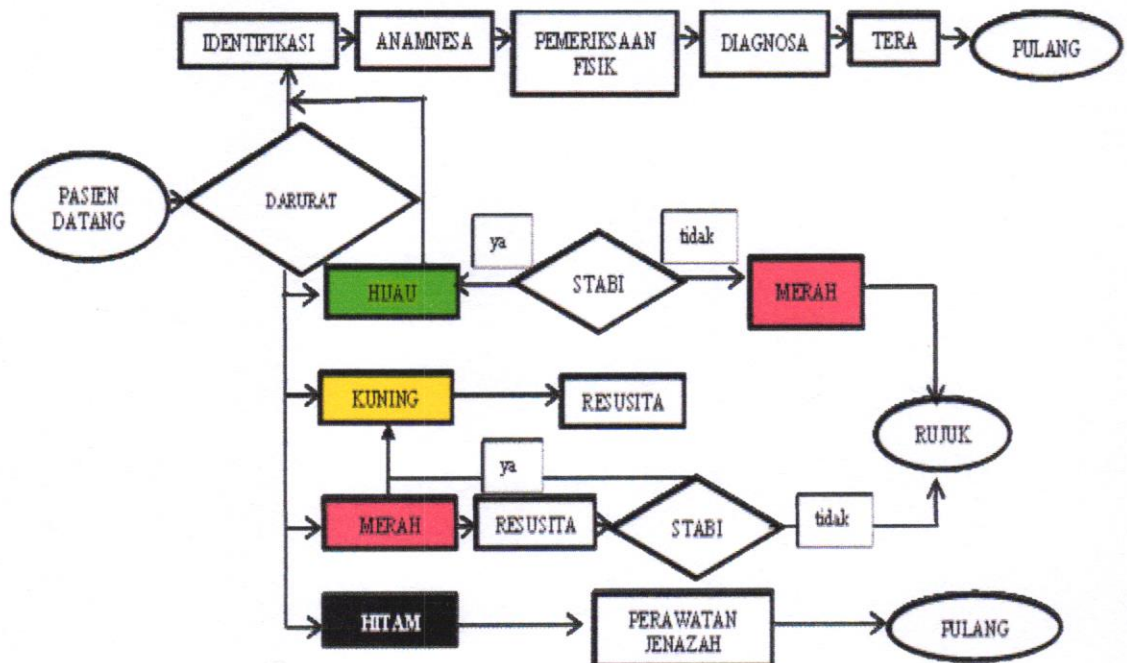 IDENTIFIKASI
ANAMNESA
PEMERIKSAAN
FISIK
DIAGNOSA
TERA
PULANG
PASIEN
DATANG
DARURAT
ya
tidak
HIJAU
STABI
MERAH
KUNING
RESUSITA
RUJUK
ya
MERAH
RESUSITA
STABI
tidak
HITAM
PERAWATAN
JENAZAH
PULANG